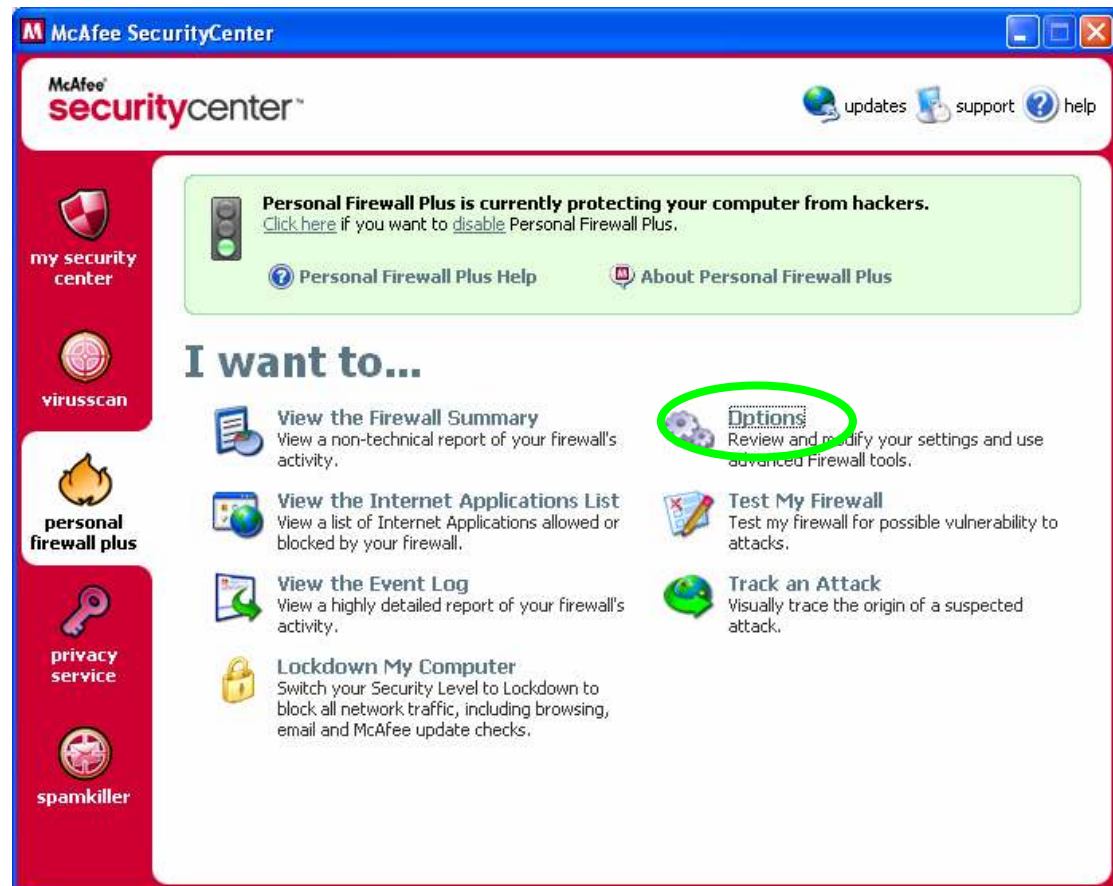 McAfee SecurityCenter
McAfee
securitycenter™
updates support help
my security
center
virusscan
personal
firewall plus
privacy
service
spamkiller
Personal Firewall Plus is currently protecting your computer from hackers.
Click here if you want to disable Personal Firewall Plus.
Personal Firewall Plus Help
About Personal Firewall Plus
I want to...
View the Firewall Summary
View a non-technical report of your firewall's
activity.
View the Internet Applications List
View a list of Internet Applications allowed or
blocked by your firewall.
View the Event Log
View a highly detailed report of your firewall's
activity.
Lockdown My Computer
Switch your Security Level to Lockdown to
block all network traffic, including browsing,
email and McAfee update checks.
Options
Review and modify your settings and use
advanced Firewall tools.
Test My Firewall
Test my firewall for possible vulnerability to
attacks.
Track an Attack
Visually trace the origin of a suspected
attack.